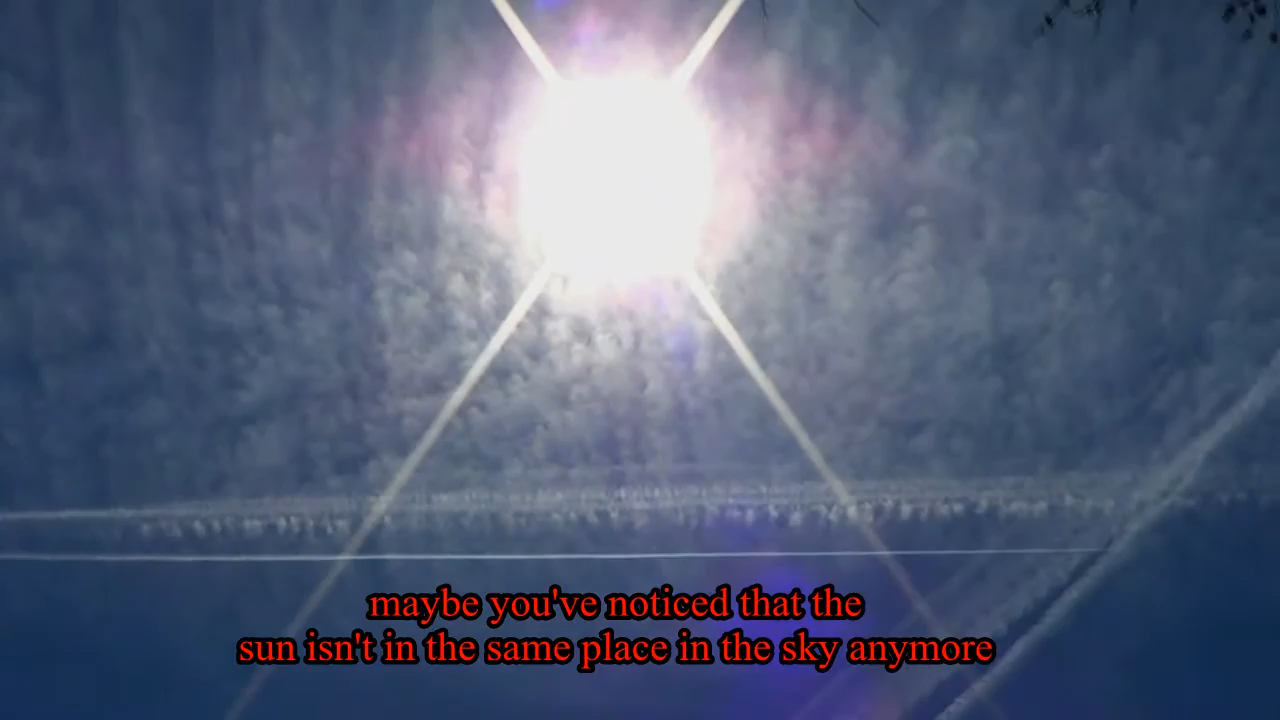 maybe you've noticed that the
sun isn't in the same place in the sky anymore